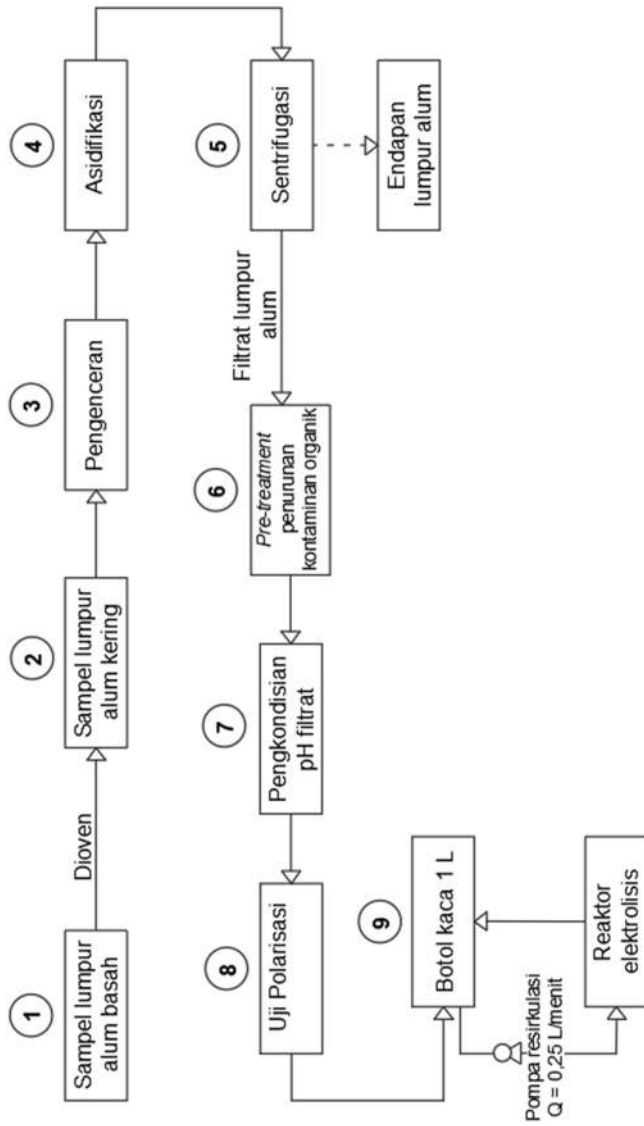 1
Sampel lumpur
alum basah
Dioven
2
Sampel lumpur
alum kering
3
Pengenceran
4
Asidifikasi
5
Sentrifugasi
Endapan
lumpur alum
Filtrat lumpur
alum
6
Pre-treatment
penurunan
kontaminan organik
7
Pengkondisian
pH filtrat
8
Uji Polarisasi
9
Botol kaca 1 L
Pompa resirkulasi
Q = 0,25 L/menit
Reaktor
elektrolisis